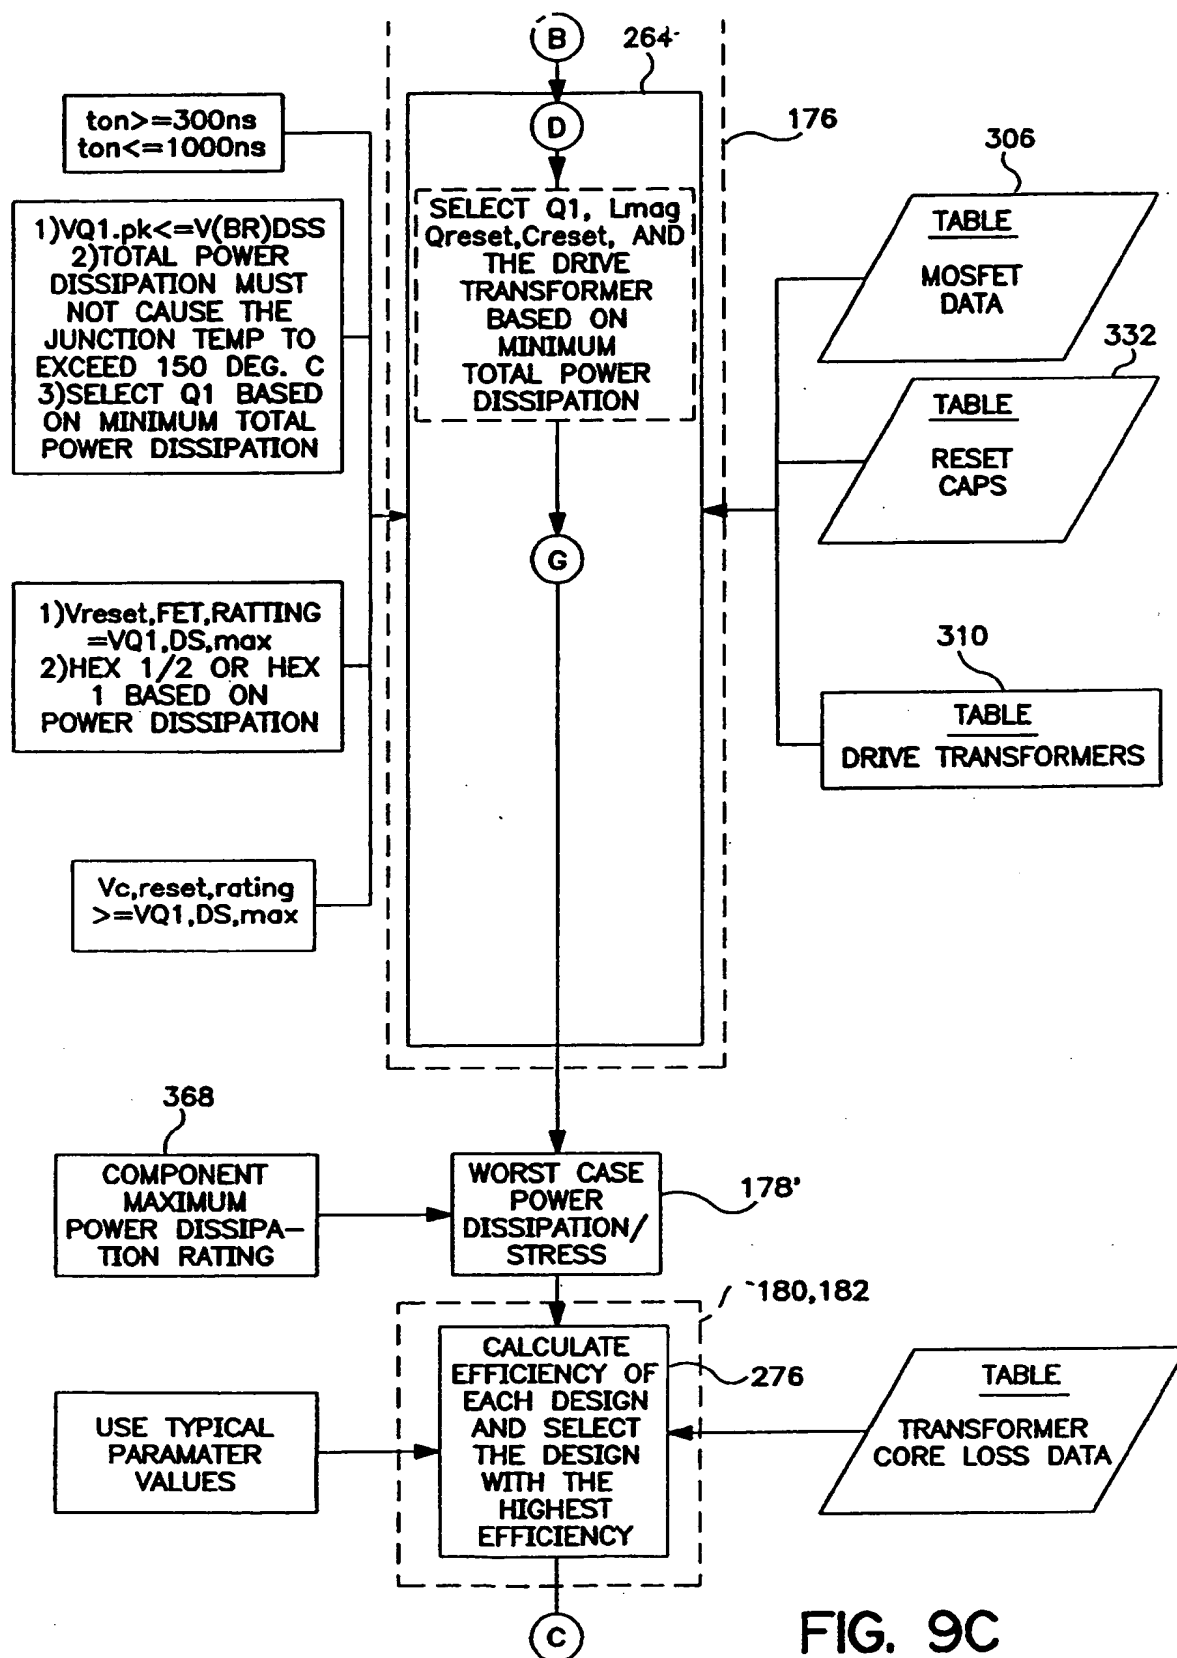 B
264
D
176
ton>=300ns
ton<=1000ns
306
TABLE
MOSFET
DATA
1)VQ1.pk<=V(BR)DSS
2)TOTAL POWER
DISSIPATION MUST
NOT CAUSE THE
JUNCTION TEMP TO
EXCEED 150 DEG. C
3)SELECT Q1 BASED
ON MINIMUM TOTAL
POWER DISSIPATION
SELECT Q1, Lmag
Qreset,Creset, AND
THE DRIVE
TRANSFORMER
BASED ON
MINIMUM
TOTAL POWER
DISSIPATION
332
TABLE
RESET
CAPS
G
1)Vreset,FET,RATTING
=VQ1,DS,max
2)HEX 1/2 OR HEX
1 BASED ON
POWER DISSIPATION
310
TABLE
DRIVE TRANSFORMERS
Vc,reset,rating
>=VQ1,DS,max
368
COMPONENT
MAXIMUM
POWER DISSIPA-
TION RATING
WORST CASE
POWER
DISSIPATION/
STRESS
178'
180,182
CALCULATE
EFFICIENCY OF
EACH DESIGN
AND SELECT
THE DESIGN
WITH THE
HIGHEST
EFFICIENCY
276
USE TYPICAL
PARAMATER
VALUES
TABLE
TRANSFORMER
CORE LOSS DATA
C
FIG. 9C